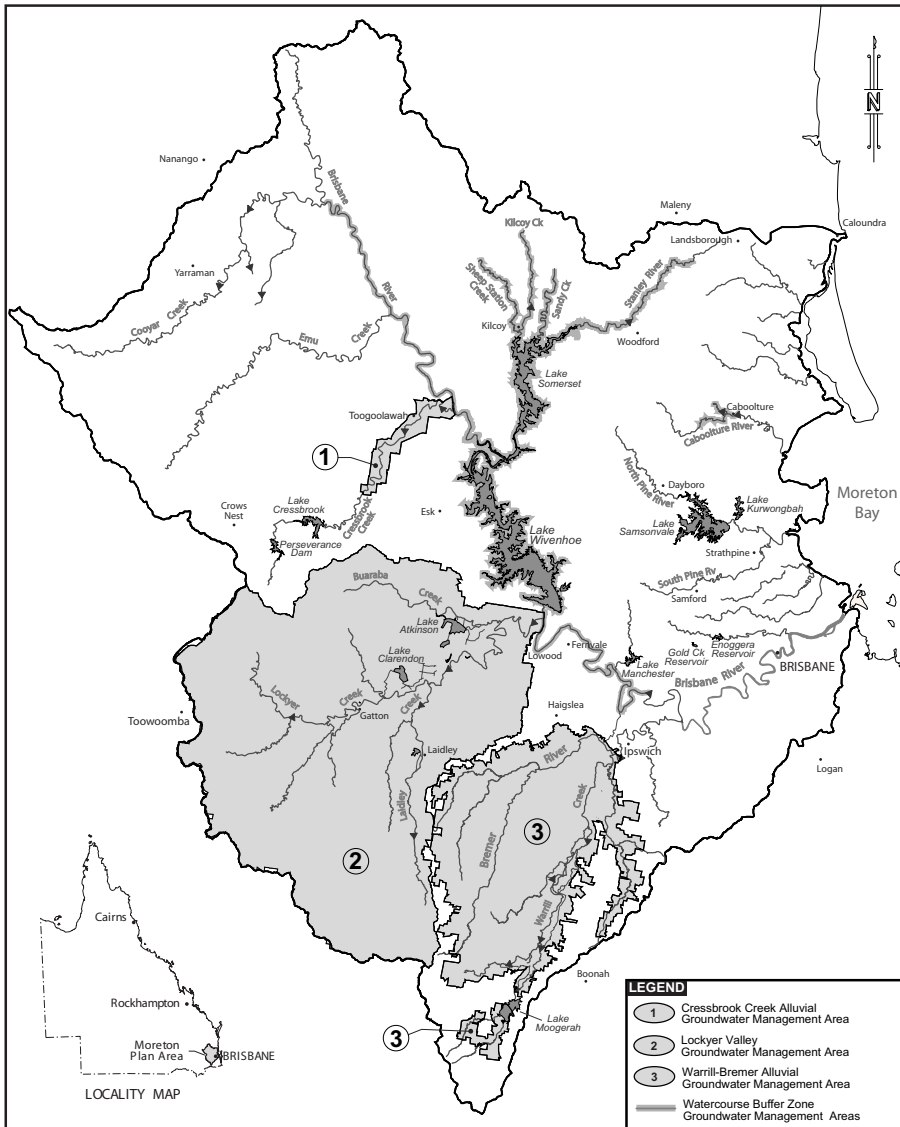 N
Nanango
Brisbane
River
Maleny
Kilcoy Ck
Landsborough
Caloundra
Yarraman
Cooyar Creek
Sheep Station
Creek
Sandy Ck
Stanley River
Kilcoy
Woodford
Emu
Creek
Lake
Somerset
Toogoolawah
Caboolture
Caboolture River
1
North Pine River
Dayboro
Moreton
Bay
Lake
Kurwongbah
Crows
Nest
Lake
Cressbrook
Cressbrook
Creek
Esk
Lake
Wivenhoe
Lake
Samsonvale
Perseverance
Dam
Strathpine
Buaraba
Creek
South Pine Rv
Samford
Lake
Atkinson
Lowood
Fernvale
Enoggera
Reservoir
Gold Ck
Reservoir
Lake
Clarendon
Lake
Manchester
BRISBANE
Brisbane River
Lockyer
Creek
Creek
Gatton
Haigslea
Toowoomba
Laidley
River
Ipswich
Logan
Laidley
Creek
Bremer
3
2
Warrill
Cairns
Boonah
Rockhampton
Lake
Moogerah
3
Moreton
Plan Area
BRISBANE
LOCALITY MAP
LEGEND
1 Cressbrook Creek Alluvial
Groundwater Management Area
2 Lockyer Valley
Groundwater Management Area
3 Warrill-Bremer Alluvial
Groundwater Management Area
Watercourse Buffer Zone
Groundwater Management Areas